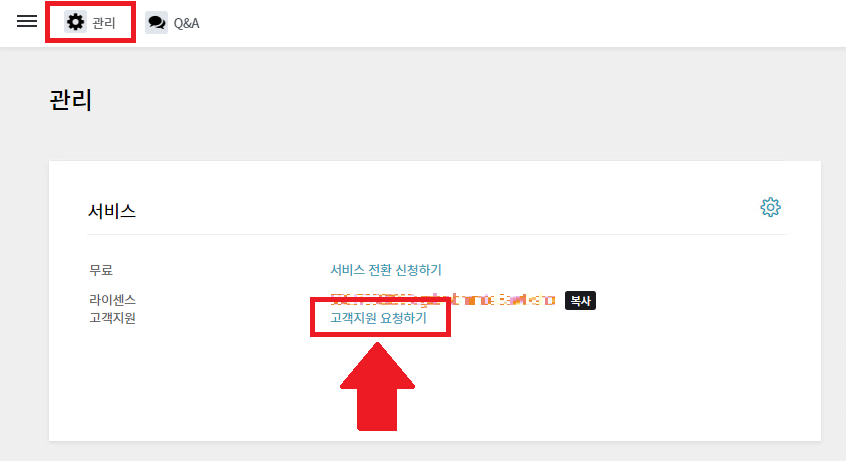 관리 Q&A
관리
서비스
무료 서비스 전환 신청하기
라이센스 복사
고객지원 고객지원 요청하기